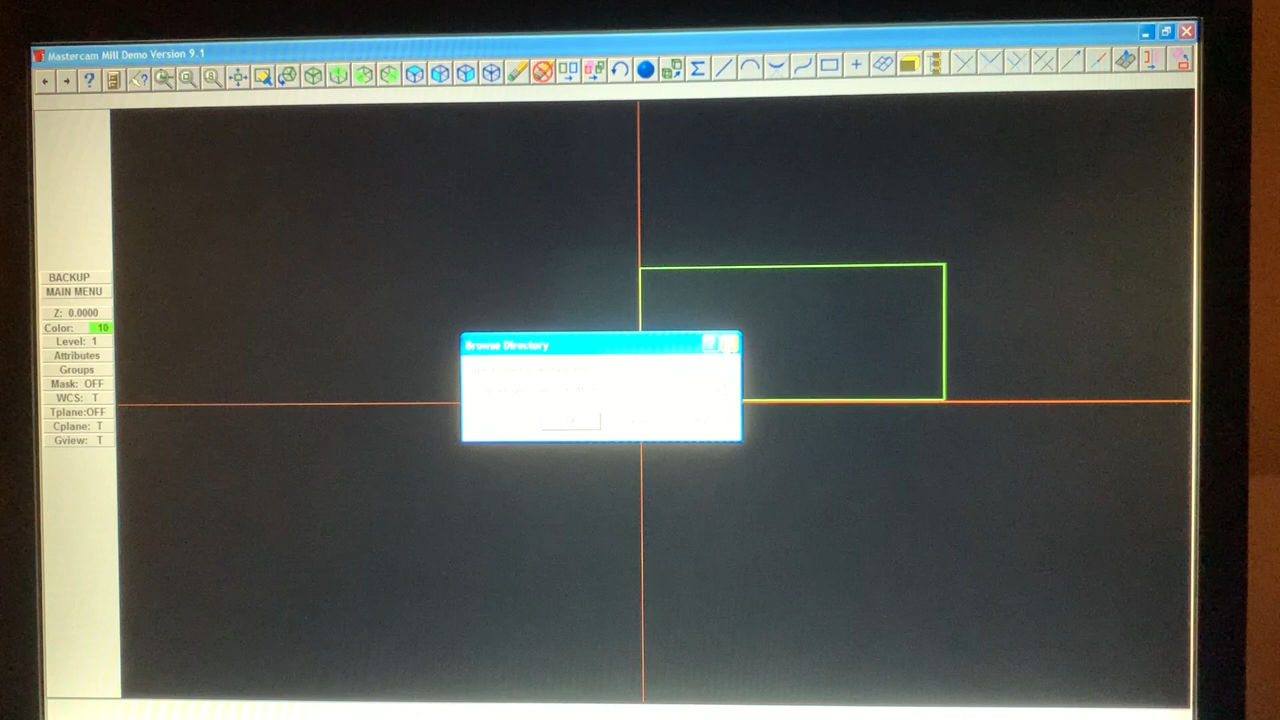 Mastercam Mill Demo Version 9.1
BACKUP
MAIN MENU
Z: 0.0000
Color: 10
Level: 1
Attributes
Groups
Mask: OFF
WCS: T
Tplane:OFF
Cplane: T
Gview: T
Browse Directory